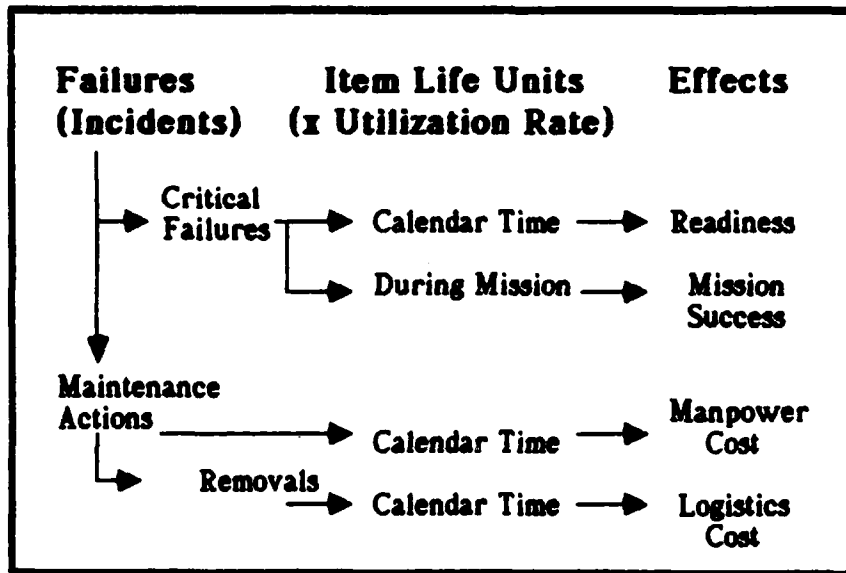 Failures
(Incidents)
Item Life Units
(x Utilization Rate)
Effects
Critical
Failures
Calendar Time
Readiness
During Mission
Mission
Success
Maintenance
Actions
Calendar Time
Manpower
Cost
Removals
Calendar Time
Logistics
Cost